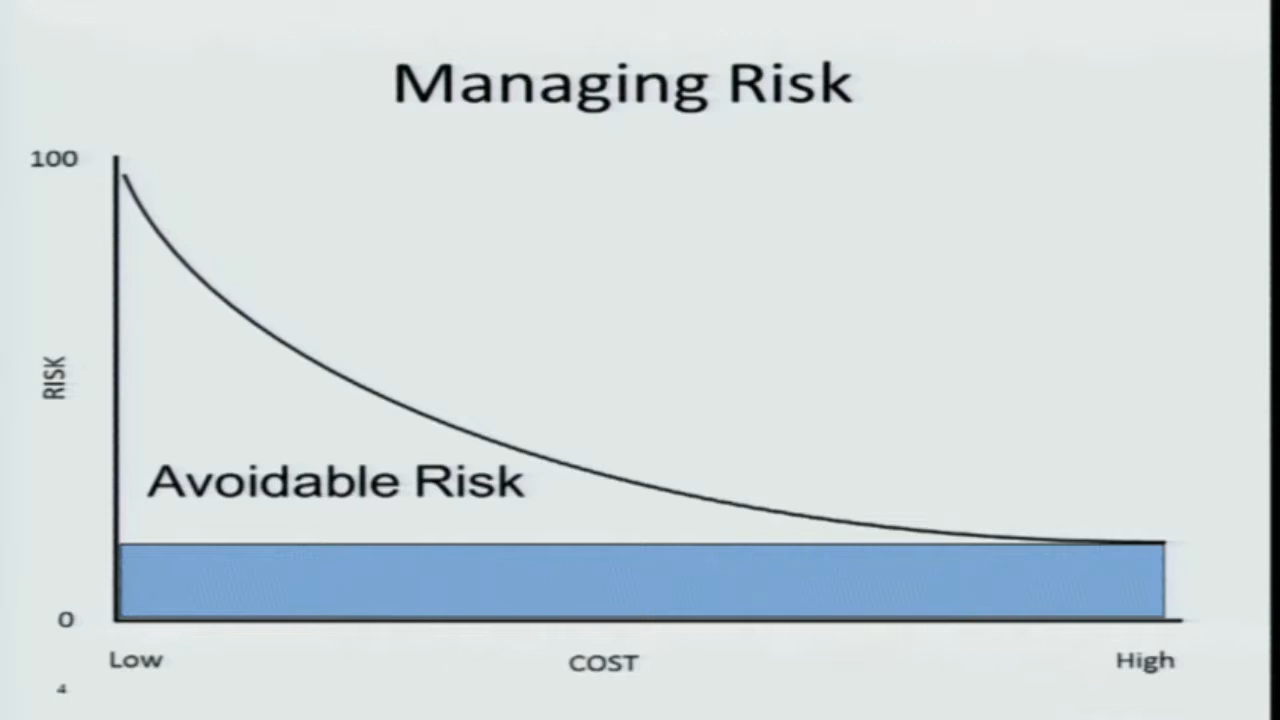 Managing Risk
100
RISK
Avoidable Risk
0
Low
COST
High
4